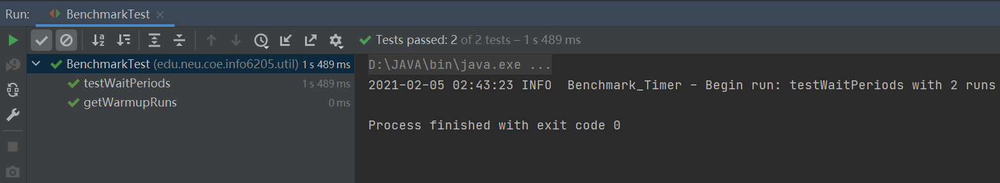 Run: BenchmarkTest
Tests passed: 2 of 2 tests – 1 s 489 ms
BenchmarkTest (edu.neu.coe.info6205.util) 1 s 489 ms
testWaitPeriods 1 s 489 ms
getWarmupRuns 0 ms
D:\JAVA\bin\java.exe ...
2021-02-05 02:43:23 INFO  Benchmark_Timer - Begin run: testWaitPeriods with 2 runs
Process finished with exit code 0